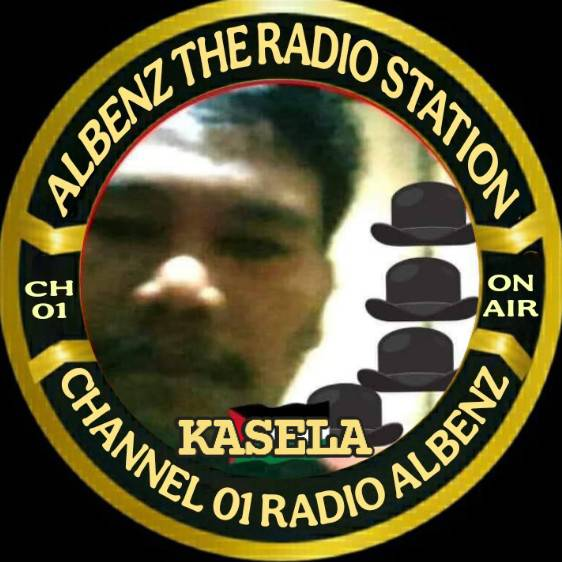 ALBENZ THE RADIO STATION
CH
01
ON
AIR
KASELA
CHANNEL 01 RADIO ALBENZ